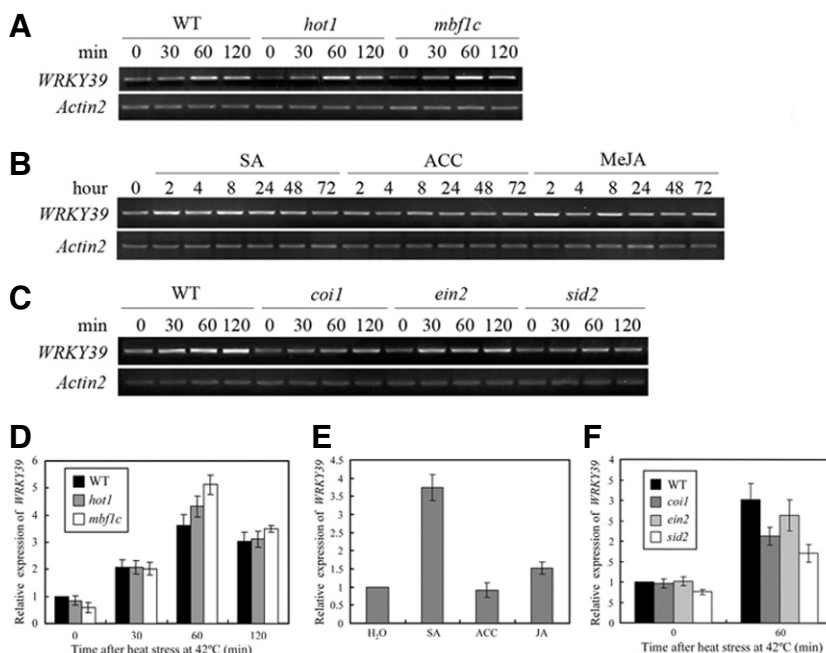 A
WT hot1 mbf1c
min 0 30 60 120 0 30 60 120 0 30 60 120
WRKY39
Actin2
B
SA ACC MeJA
hour 0 2 4 8 24 48 72 2 4 8 24 48 72 2 4 8 24 48 72
WRKY39
Actin2
C
WT coi1 ein2 sid2
min 0 30 60 120 0 30 60 120 0 30 60 120 0 30 60 120
WRKY39
Actin2
D
Relative expression of WRKY39
6
5
4
3
2
1
0
WT
hot1
mbf1c
0 30 60 120
Time after heat stress at 42ºC (min)
E
Relative expression of WRKY39
4.5
4
3.5
3
2.5
2
1.5
1
0.5
0
H₂O SA ACC JA
F
Relative expression of WRKY39
4
.5
3
.5
2
.5
1
.5
0
WT
coi1
ein2
sid2
0 60
Time after heat stress at 42ºC (min)